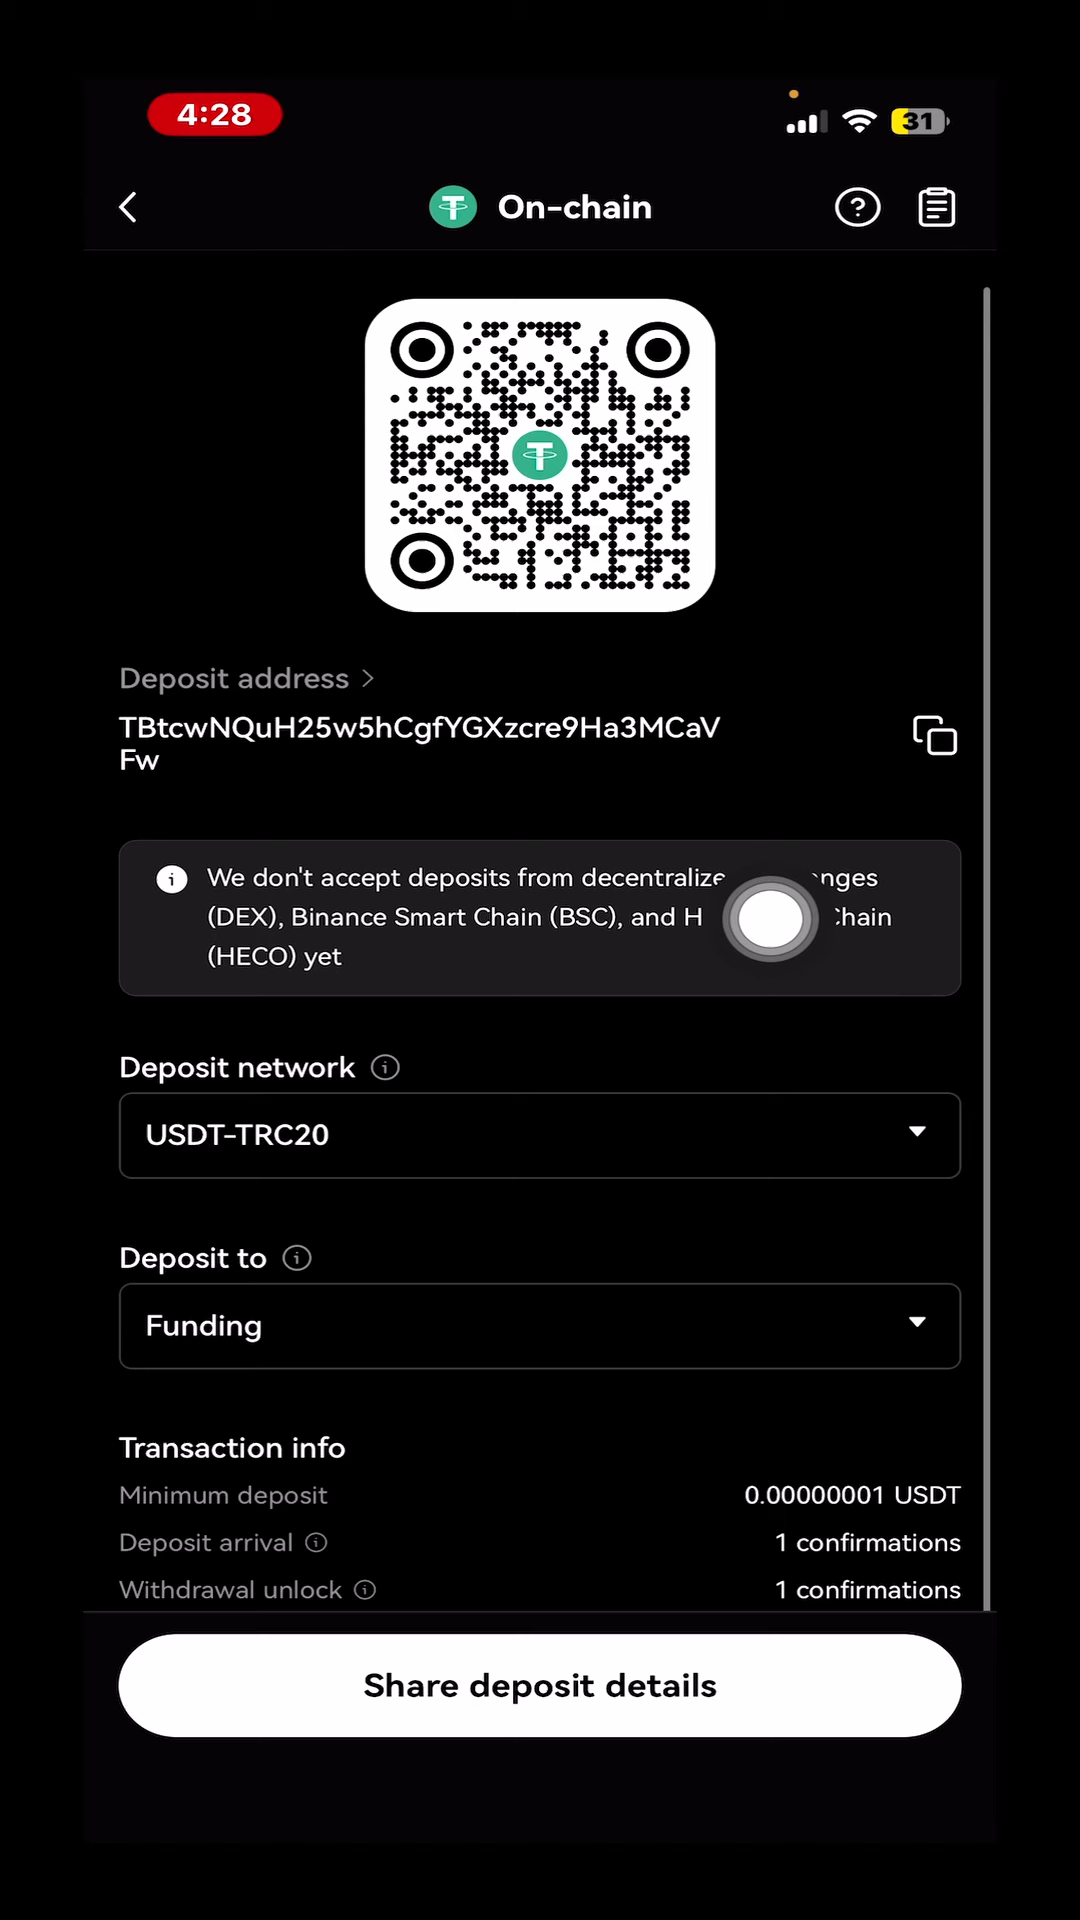 4:28
31
On-chain
Deposit address >
TBtcwNQuH25w5hCgfYGXzcre9Ha3MCaV
Fw
We don't accept deposits from
(DEX), Binance Smart Chain (BSC), and
(HECO) yet
Deposit network
USDT-TRC20
Deposit to
Funding
Transaction info
Minimum deposit 0.00000001 USDT
Deposit arrival 1 confirmations
Withdrawal unlock 1 confirmations
Share deposit details